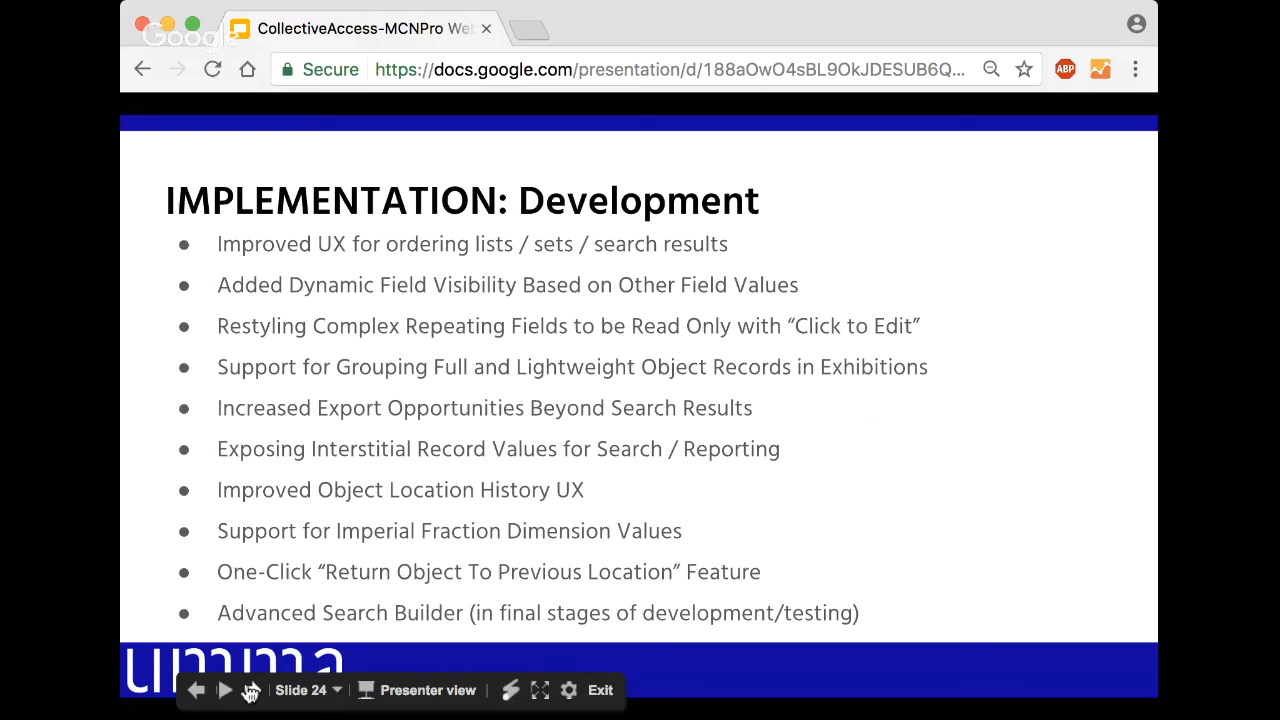 Google
CollectiveAccess-MCNPro We
Secure https://docs.google.com/presentation/d/188aOwO4sBL9OkJDESUB6Q...
ABP
IMPLEMENTATION: Development
● Improved UX for ordering lists / sets / search results
● Added Dynamic Field Visibility Based on Other Field Values
● Restyling Complex Repeating Fields to be Read Only with “Click to Edit”
● Support for Grouping Full and Lightweight Object Records in Exhibitions
● Increased Export Opportunities Beyond Search Results
● Exposing Interstitial Record Values for Search / Reporting
● Improved Object Location History UX
● Support for Imperial Fraction Dimension Values
● One-Click “Return Object To Previous Location” Feature
● Advanced Search Builder (in final stages of development/testing)
umma
Slide 24 Presenter view Exit